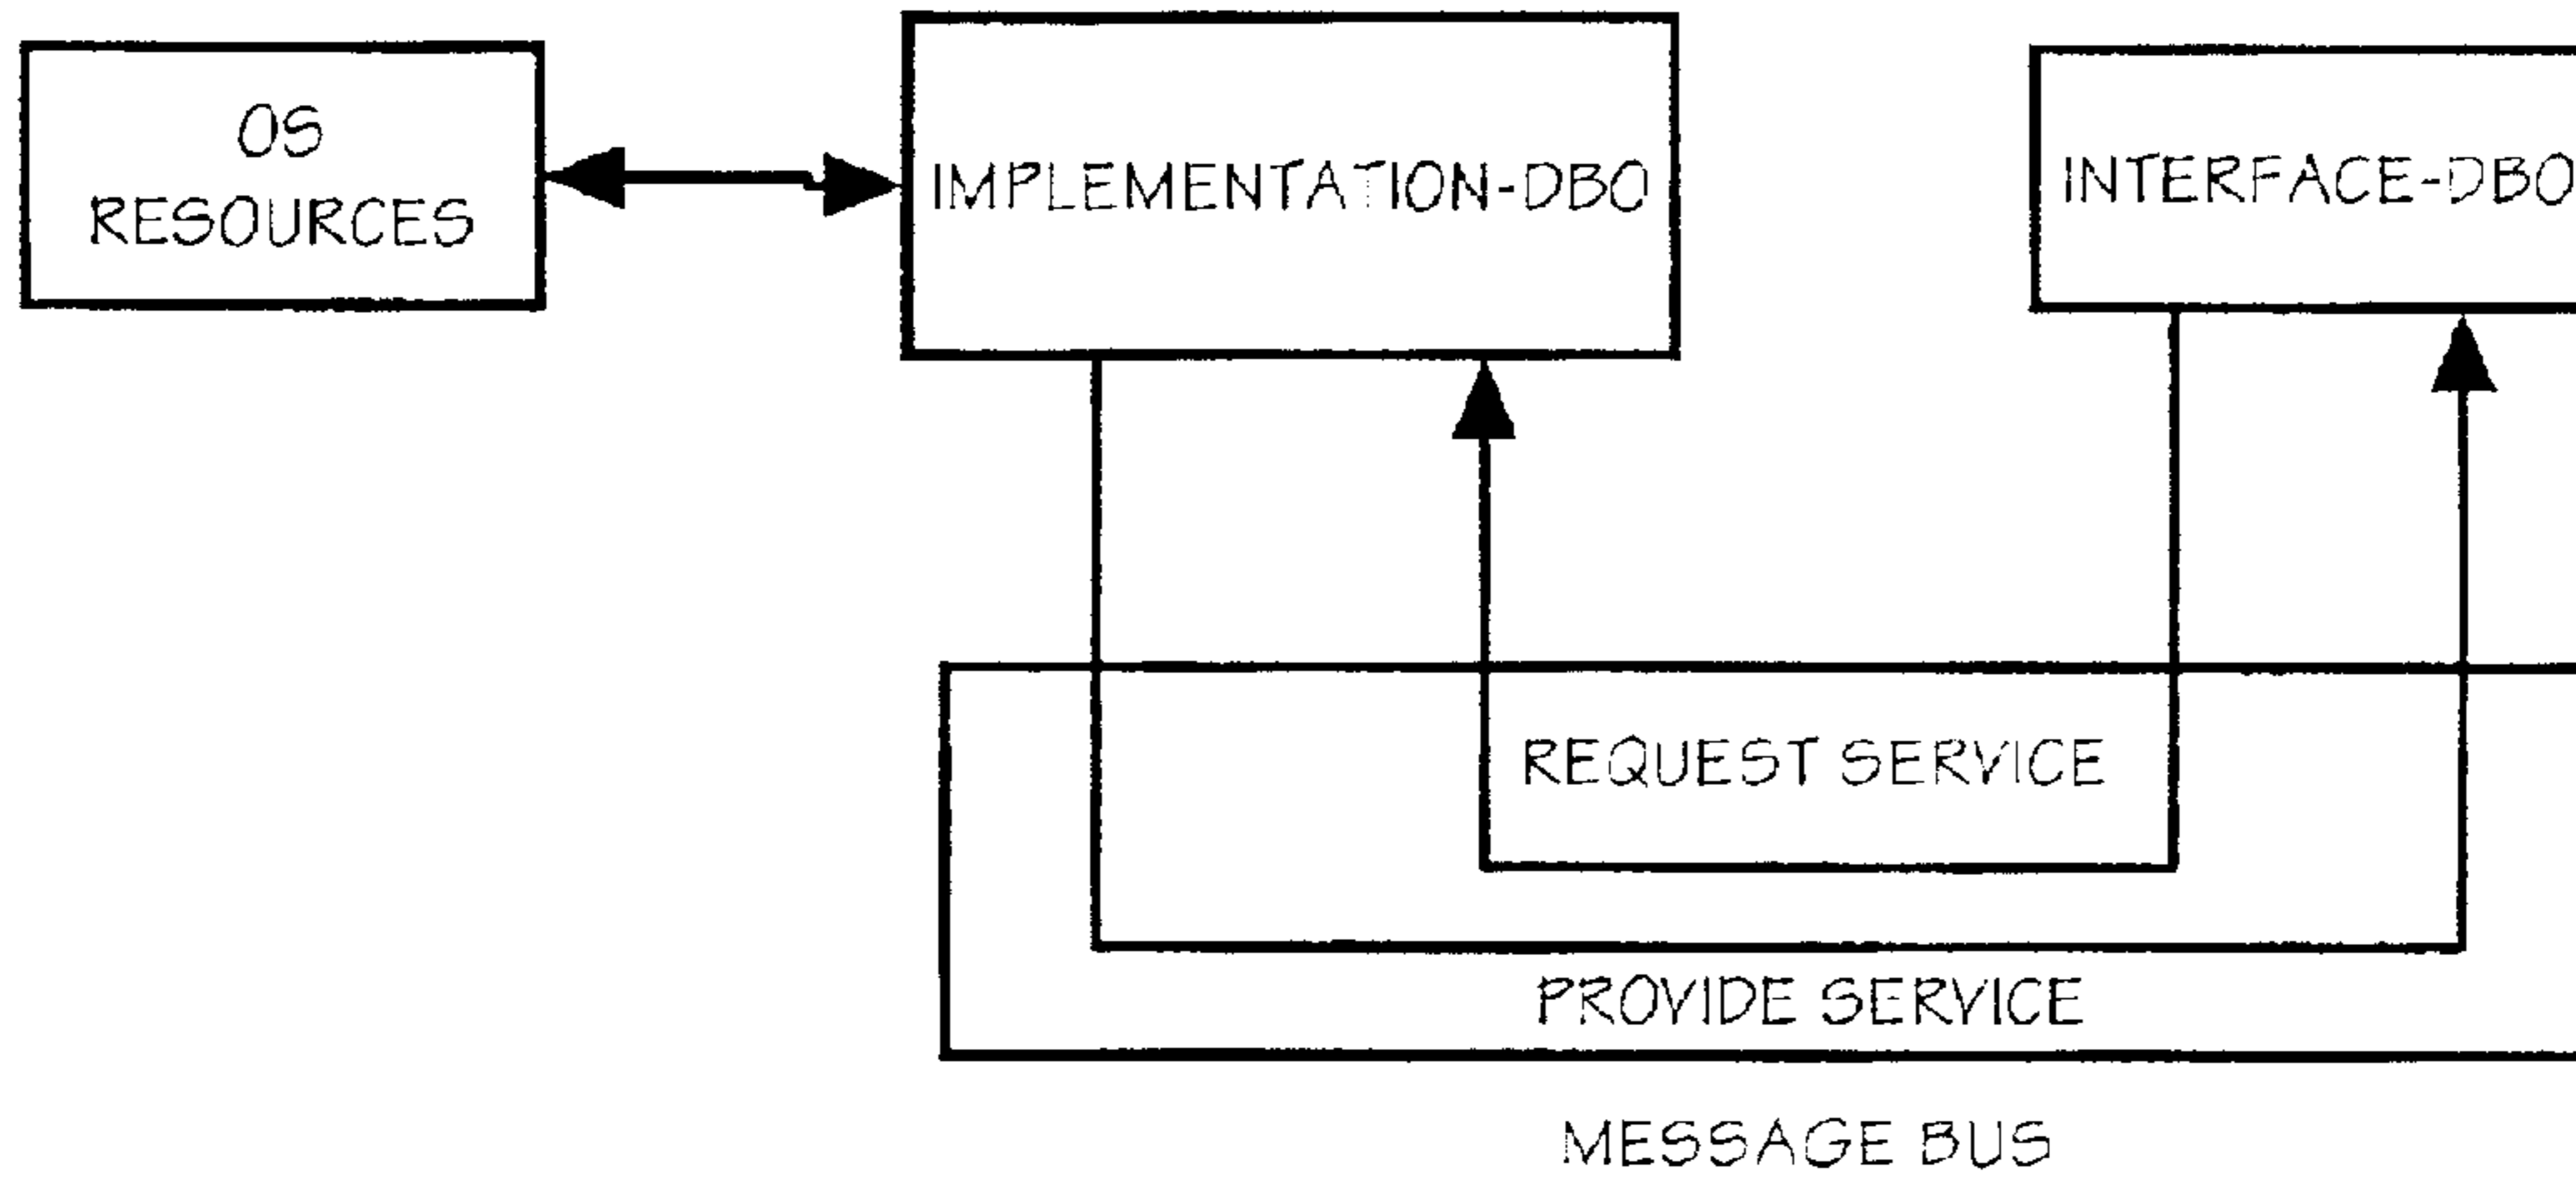 OS
RESOURCES
IMPLEMENTATION-DBO
INTERFACE-DBO
REQUEST SERVICE
PROVIDE SERVICE
MESSAGE BUS